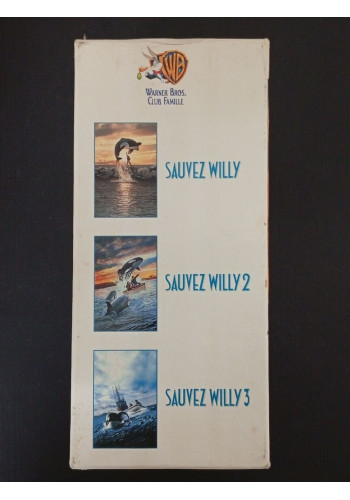 WB
WARNER BROS.
CLUB FAMILLE
SAUVEZ WILLY
SAUVEZ WILLY 2
SAUVEZ WILLY 3